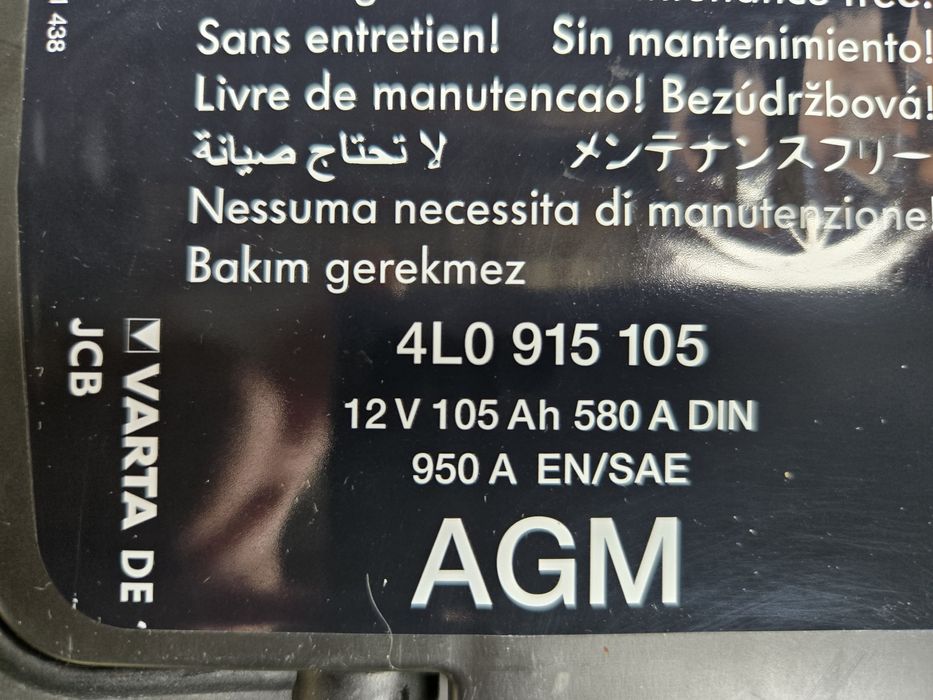 Sans entretien! Sin mantenimiento!
Livre de manutencao! Bezúdržbová!
لا تحتاج صيانة メンテナンスフリー
Nessuma necessita di manutenzione!
Bakım gerekmez
4L0 915 105
12 V 105 Ah 580 A DIN
950 A EN/SAE
AGM
VARTA DE
JCB
438